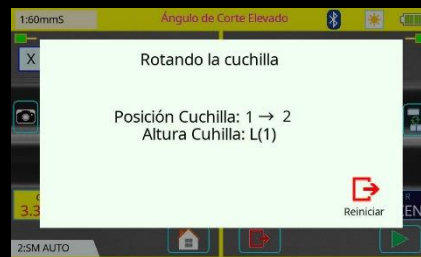 1:60mmS
Ángulo de Corte Elevado
X
Rotando la cuchilla
Posición Cuchilla: 1 → 2
Altura Cuhilla: L(1)
Reiniciar
3.3
EN
2:SM AUTO